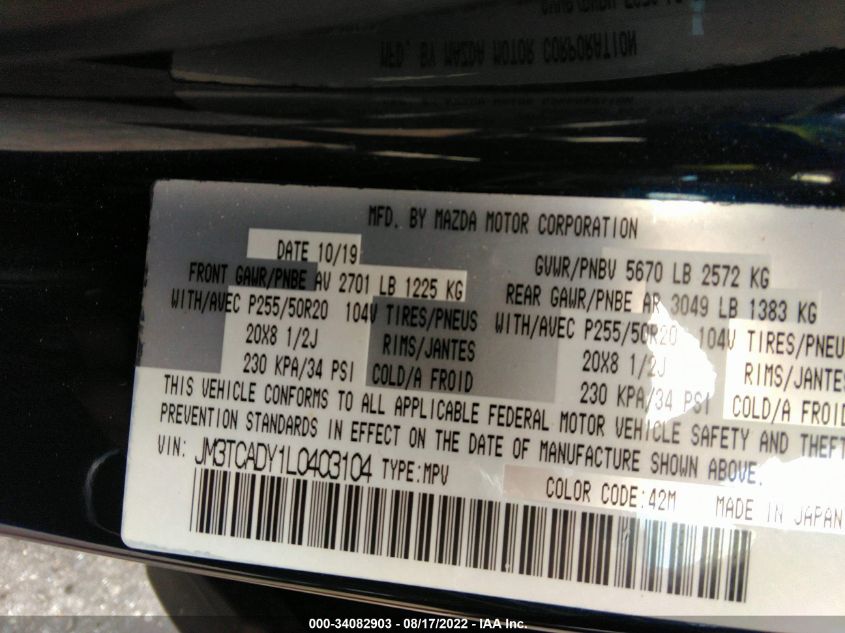 MFD. BY MAZDA MOTOR CORPORATION
MFD. BY MAZDA MOTOR CORPORATION
DATE 10/19 GVWR/PNBV 5670 LB 2572 KG
FRONT GAWR/PNBE AV 2701 LB 1225 KG REAR GAWR/PNBE AR 3049 LB 1383 KG
WITH/AVEC P255/50R20 104V TIRES/PNEUS WITH/AVEC P255/50R20 104V TIRES/PNEU
20X8 1/2J RIMS/JANTES 20X8 1/2J RIMS/JANTES
230 KPA/34 PSI COLD/A FROID 230 KPA/34 PSI COLD/A FROID
THIS VEHICLE CONFORMS TO ALL APPLICABLE FEDERAL MOTOR VEHICLE SAFETY AND THEFT
PREVENTION STANDARDS IN EFFECT ON THE DATE OF MANUFACTURE SHOWN ABOVE.
VIN: JM3TCADY1L0403104 TYPE:MPV
COLOR CODE:42M MADE IN JAPAN
000-34082903 - 08/17/2022 - IAA Inc.